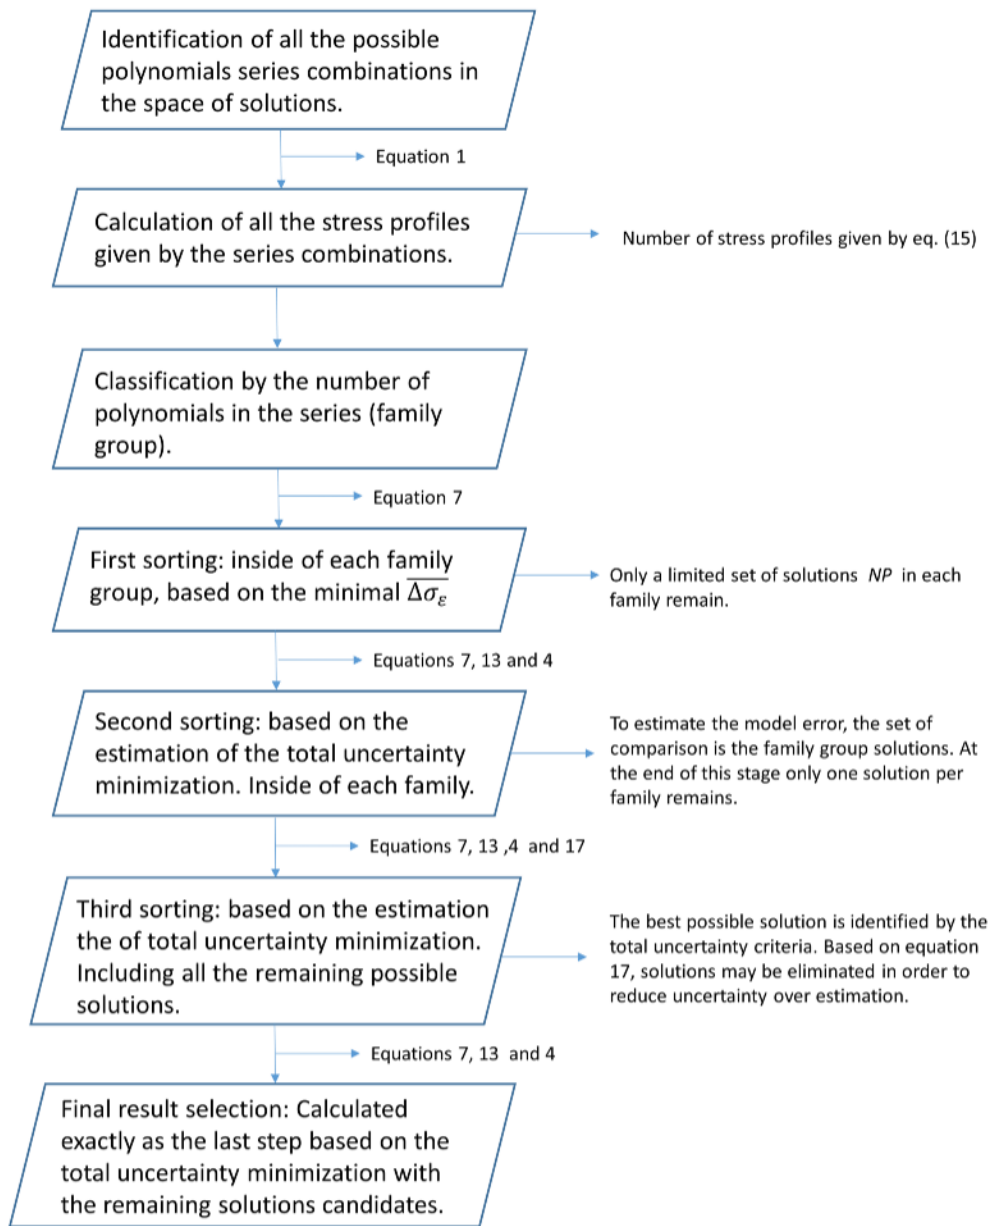 Identification of all the possible
polynomials series combinations in
the space of solutions.
Equation 1
Calculation of all the stress profiles
given by the series combinations.
Number of stress profiles given by eq. (15)
Classification by the number of
polynomials in the series (family
group).
Equation 7
First sorting: inside of each family
group, based on the minimal $\overline{\Delta\sigma_{\varepsilon}}$
Only a limited set of solutions NP in each
family remain.
Equations 7, 13 and 4
Second sorting: based on the
estimation of the total uncertainty
minimization. Inside of each family.
To estimate the model error, the set of
comparison is the family group solutions. At
the end of this stage only one solution per
family remains.
Equations 7, 13 ,4 and 17
Third sorting: based on the estimation
the of total uncertainty minimization.
Including all the remaining possible
solutions.
The best possible solution is identified by the
total uncertainty criteria. Based on equation
17, solutions may be eliminated in order to
reduce uncertainty over estimation.
Equations 7, 13 and 4
Final result selection: Calculated
exactly as the last step based on the
total uncertainty minimization with
the remaining solutions candidates.